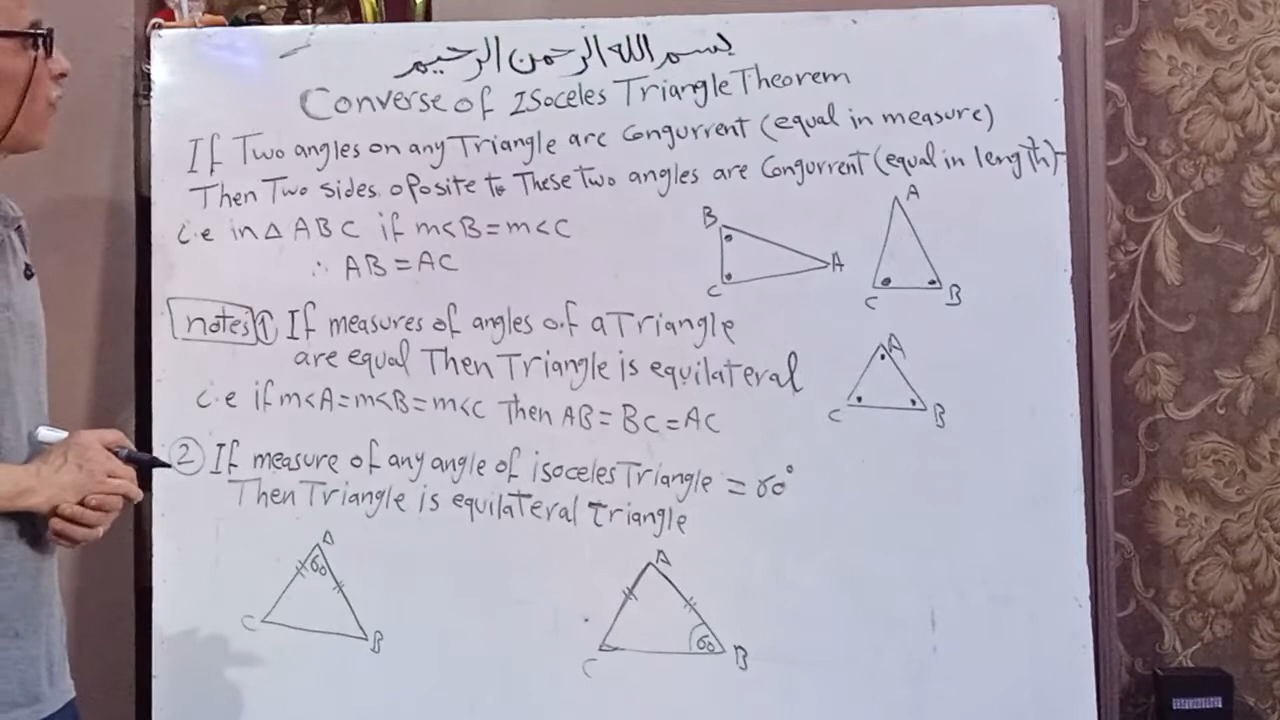 بسم الله الرحمن الرحيم
Converse of Isoceles Triangle Theorem
If Two angles on any Triangle are Congurrent (equal in measure)
Then Two sides oposite to These two angles are Congurrent (equal in length)
i.e in △ ABC if m<B=m<C
∴ AB=AC
B A C
A C B
notes ① If measures of angles of a Triangle
are equal Then Triangle is equilateral
i.e if m<A=m<B=m<C Then AB=BC=AC
A C B
② If measure of any angle of isoceles Triangle = 60°
Then Triangle is equilateral triangle
A 60 C B
A 60 C B